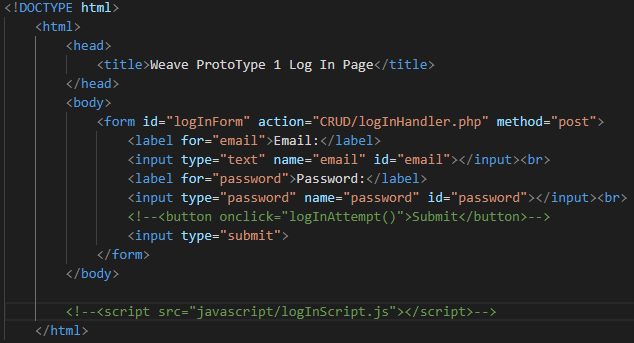 <!DOCTYPE html>
<html>
<head>
<title>Weave ProtoType 1 Log In Page</title>
</head>
<body>
<form id="logInForm" action="CRUD/logInHandler.php" method="post">
<label for="email">Email:</label>
<input type="text" name="email" id="email"></input><br>
<label for="password">Password:</label>
<input type="password" name="password" id="password"></input><br>
<!--<button onclick="logInAttempt()">Submit</button>-->
<input type="submit">
</form>
</body>
<!--<script src="javascript/logInScript.js"></script>-->
</html>